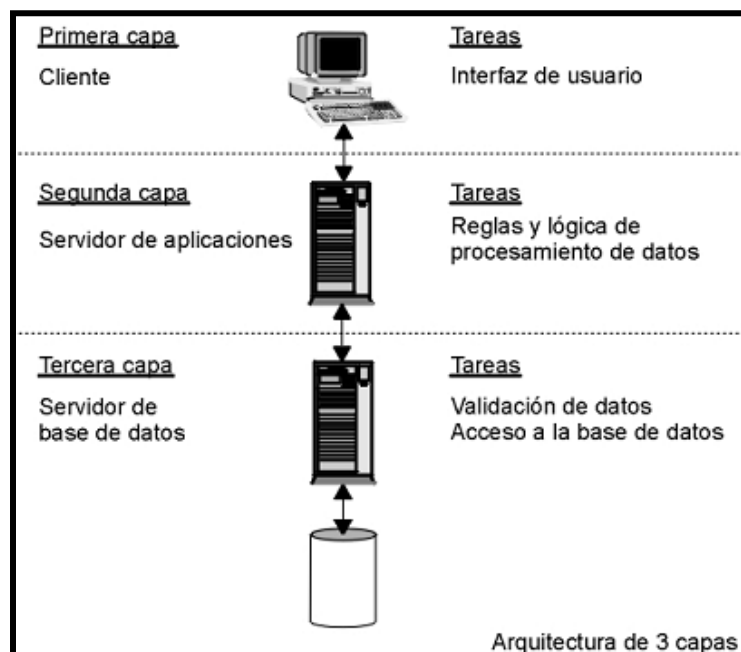 Primera capa
Tareas
Cliente
Interfaz de usuario
Segunda capa
Tareas
Servidor de aplicaciones
Reglas y lógica de
procesamiento de datos
Tercera capa
Tareas
Servidor de
base de datos
Validación de datos
Acceso a la base de datos
Arquitectura de 3 capas